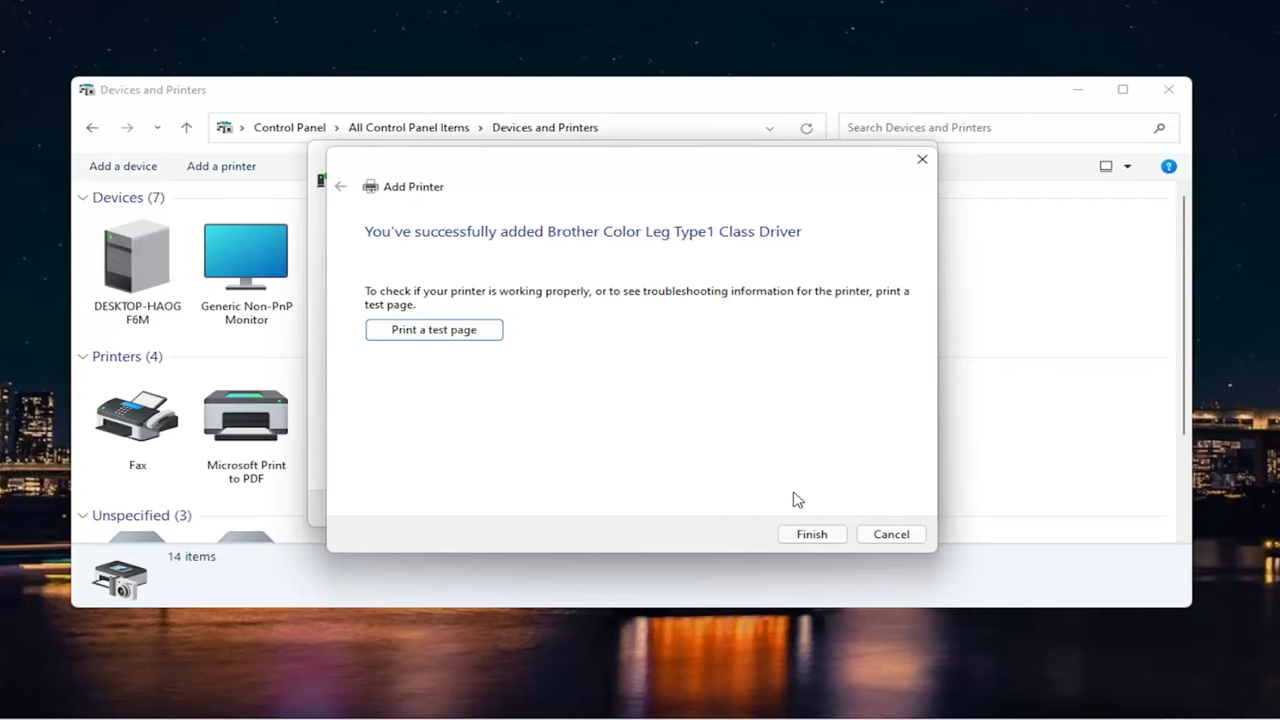 Devices and Printers
Control Panel > All Control Panel Items > Devices and Printers
Search Devices and Printers
Add a device Add a printer
?
Add Printer
Devices (7)
DESKTOP-HAOG
F6M
Generic Non-PnP
Monitor
Printers (4)
Fax
Microsoft Print
to PDF
Unspecified (3)
14 items
You've successfully added Brother Color Leg Type1 Class Driver
To check if your printer is working properly, or to see troubleshooting information for the printer, print a
test page.
Print a test page
Finish Cancel